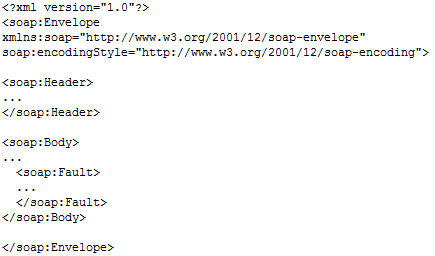 <?xml version="1.0"?>
<soap:Envelope
xmlns:soap="http://www.w3.org/2001/12/soap-envelope"
soap:encodingStyle="http://www.w3.org/2001/12/soap-encoding">

<soap:Header>
...
</soap:Header>

<soap:Body>
...
  <soap:Fault>
  ...
  </soap:Fault>
</soap:Body>

</soap:Envelope>